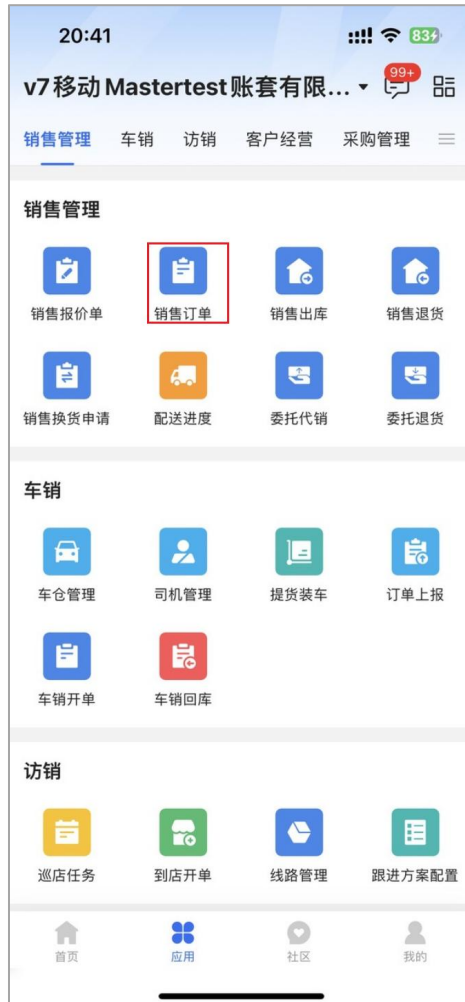 20:41
83
v7移动 Mastertest账套有限...
99+
销售管理 车销 访销 客户经营 采购管理
销售管理
销售报价单 销售订单 销售出库 销售退货
销售换货申请 配送进度 委托代销 委托退货
车销
车仓管理 司机管理 提货装车 订单上报
车销开单 车销回库
访销
巡店任务 到店开单 线路管理 跟进方案配置
首页 应用 社区 我的